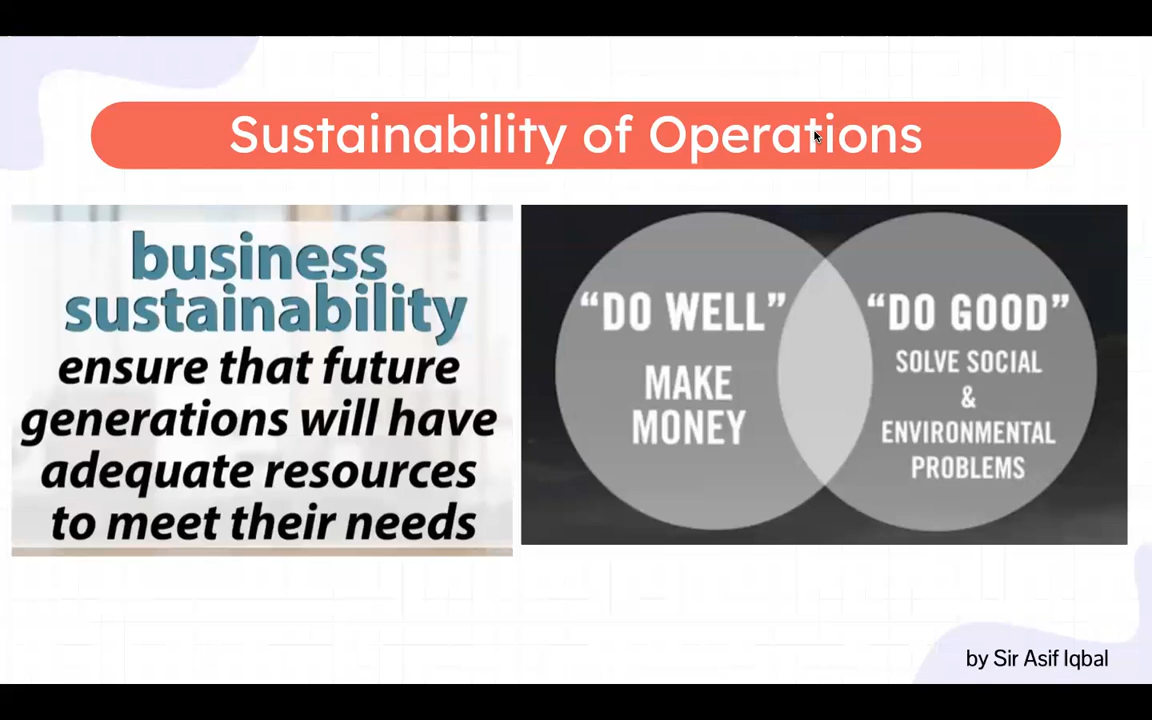 Sustainability of Operations
business
sustainability
ensure that future
generations will have
adequate resources
to meet their needs
“DO WELL”
MAKE
MONEY
“DO GOOD”
SOLVE SOCIAL
&
ENVIRONMENTAL
PROBLEMS
by Sir Asif Iqbal